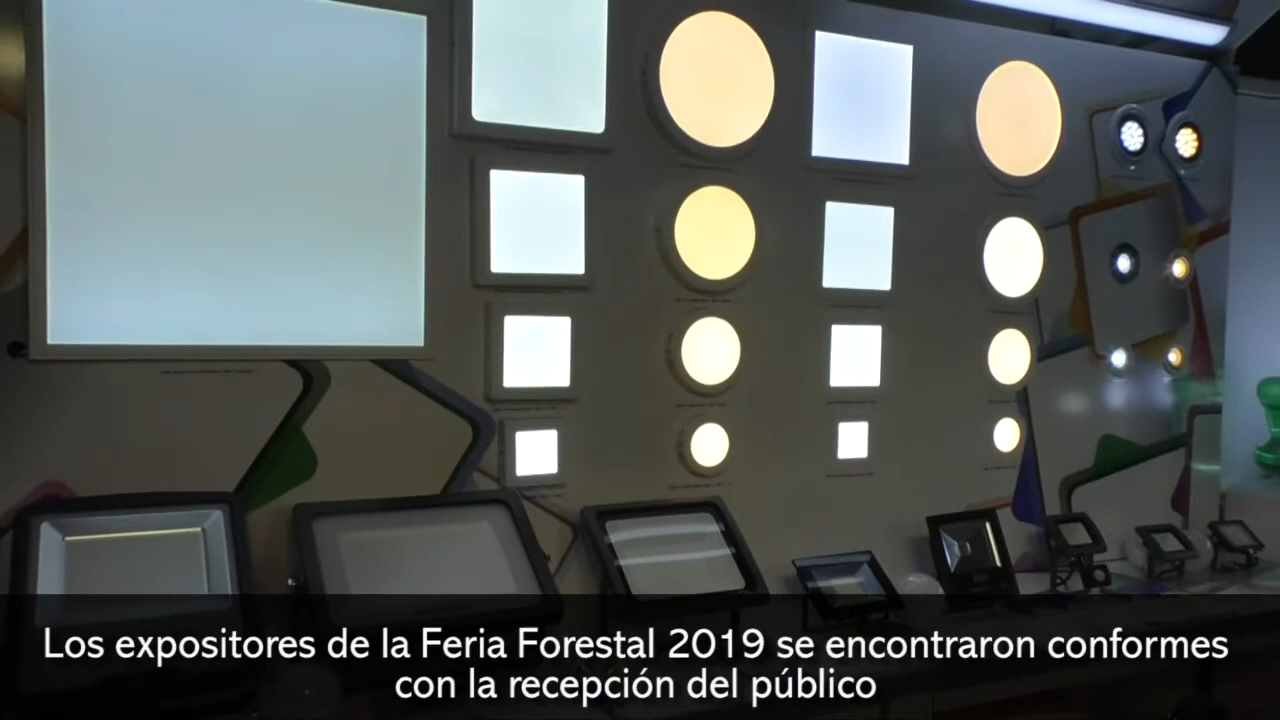 Los expositores de la Feria Forestal 2019 se encontraron conformes
con la recepción del público